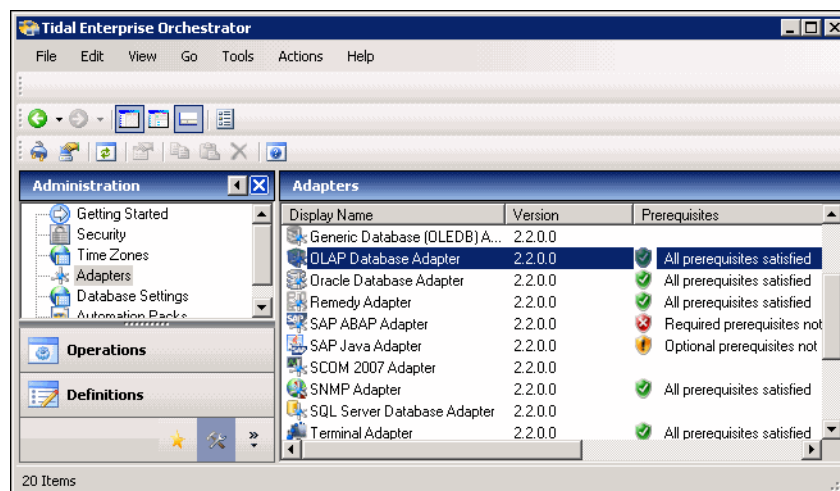 Tidal Enterprise Orchestrator
File Edit View Go Tools Actions Help
Administration
Getting Started
Security
Time Zones
Adapters
Database Settings
Automation Packs
Operations
Definitions
Adapters
Display Name Version Prerequisites
Generic Database (OLEDB) A... 2.2.0.0
OLAP Database Adapter 2.2.0.0 All prerequisites satisfied
Oracle Database Adapter 2.2.0.0 All prerequisites satisfied
Remedy Adapter 2.2.0.0 All prerequisites satisfied
SAP ABAP Adapter 2.2.0.0 Required prerequisites not
SAP Java Adapter 2.2.0.0 Optional prerequisites not
SCOM 2007 Adapter 2.2.0.0
SNMP Adapter 2.2.0.0 All prerequisites satisfied
SQL Server Database Adapter 2.2.0.0
Terminal Adapter 2.2.0.0 All prerequisites satisfied
20 Items